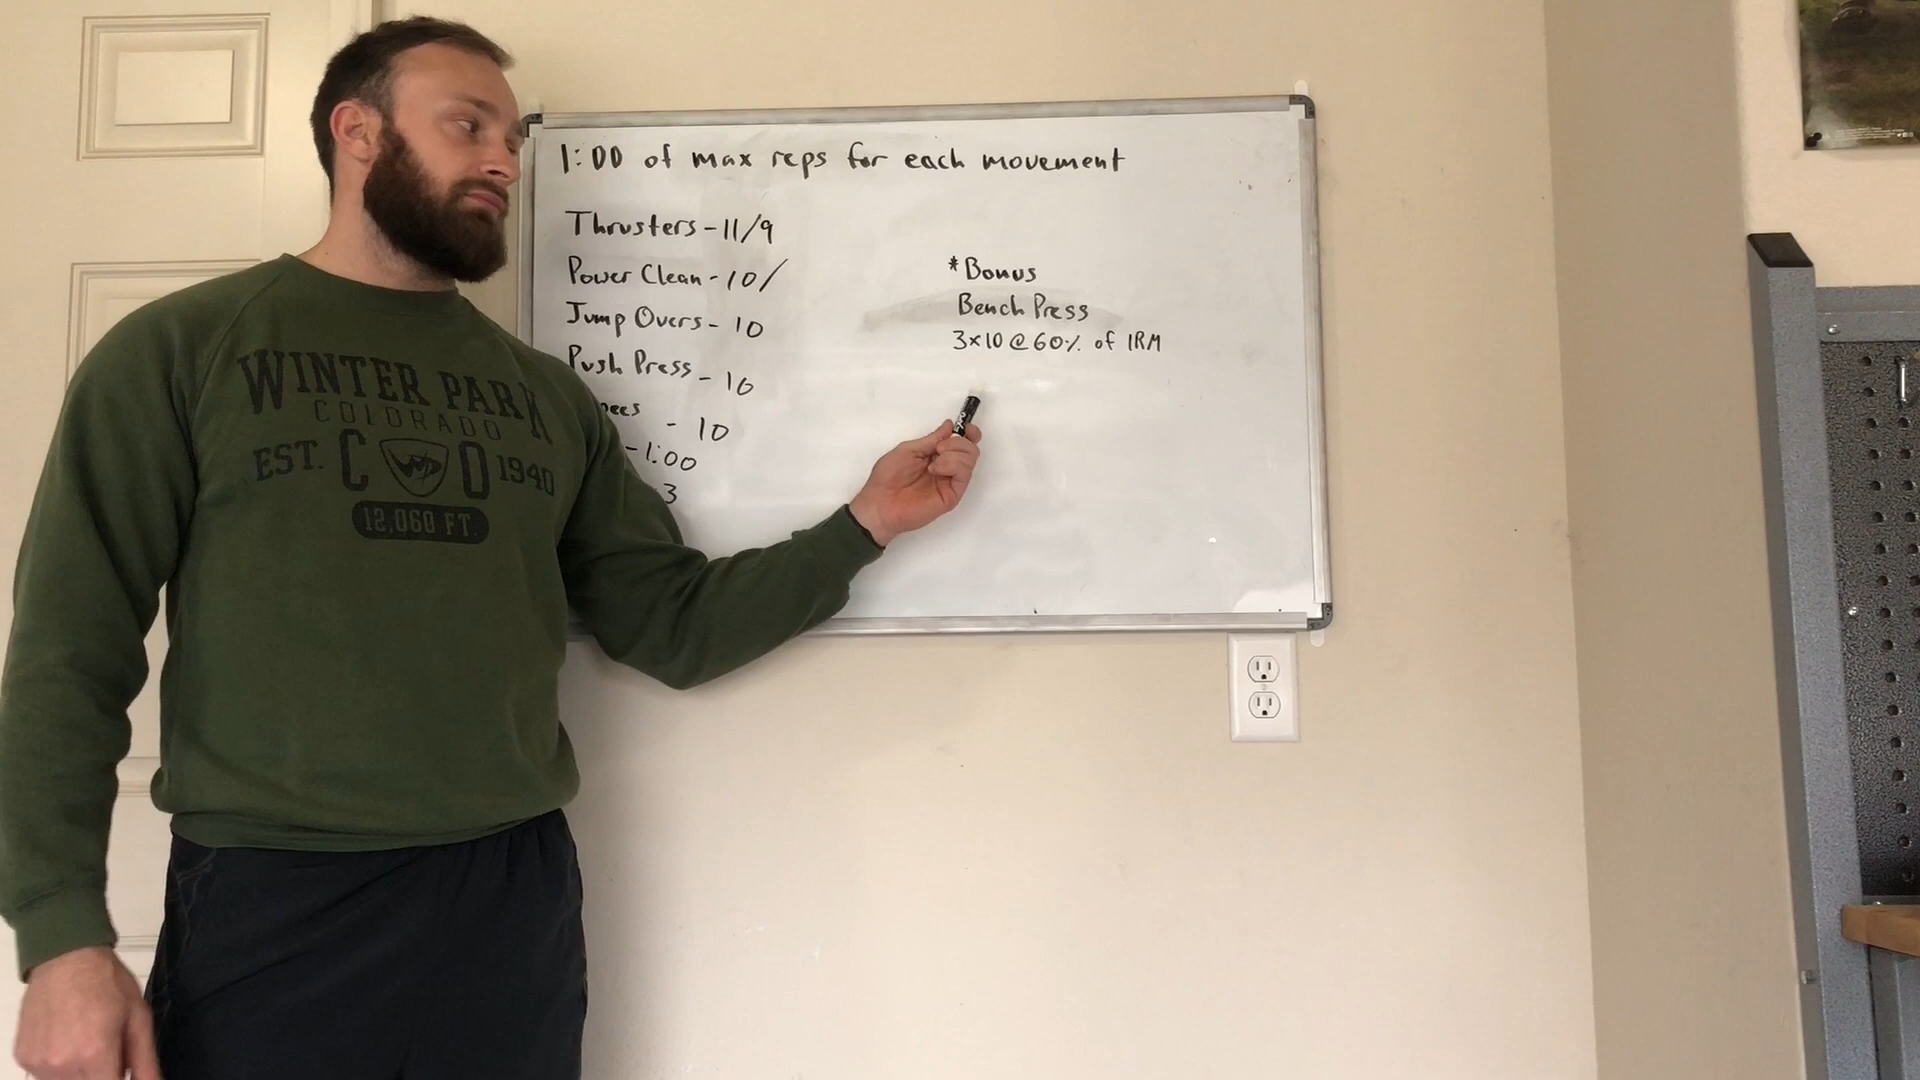 1:00 of max reps for each movement
Thrusters - 11/9
Power Clean - 10/
Jump Overs - 10
Push Press - 10
- 10
- 1:00
3
*Bonus
Bench Press
3x10 @ 60% of 1RM
WINTER PARK
COLORADO
EST. CO 1940
12,060 FT.